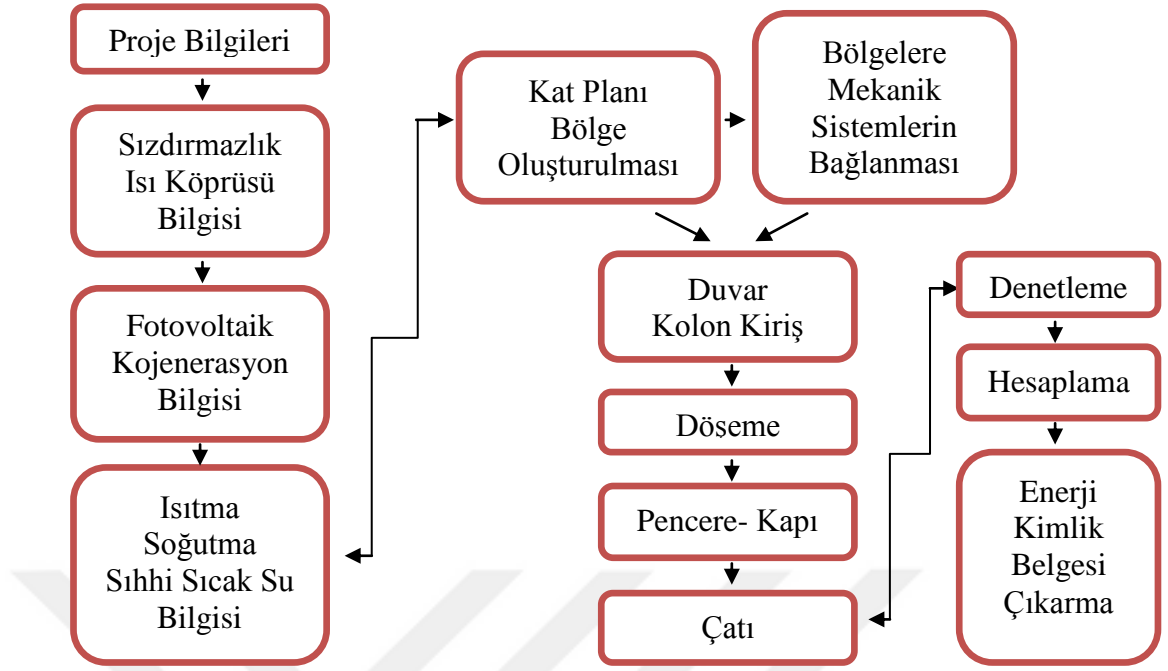 Proje Bilgileri
Sızdırmazlık
Isı Köprüsü
Bilgisi
Fotovoltaik
Kojenerasyon
Bilgisi
Isıtma
Soğutma
Sıhhi Sıcak Su
Bilgisi
Kat Planı
Bölge
Oluşturulması
Bölgelere
Mekanik
Sistemlerin
Bağlanması
Duvar
Kolon Kiriş
Döşeme
Pencere- Kapı
Çatı
Denetleme
Hesaplama
Enerji
Kimlik
Belgesi
Çıkarma